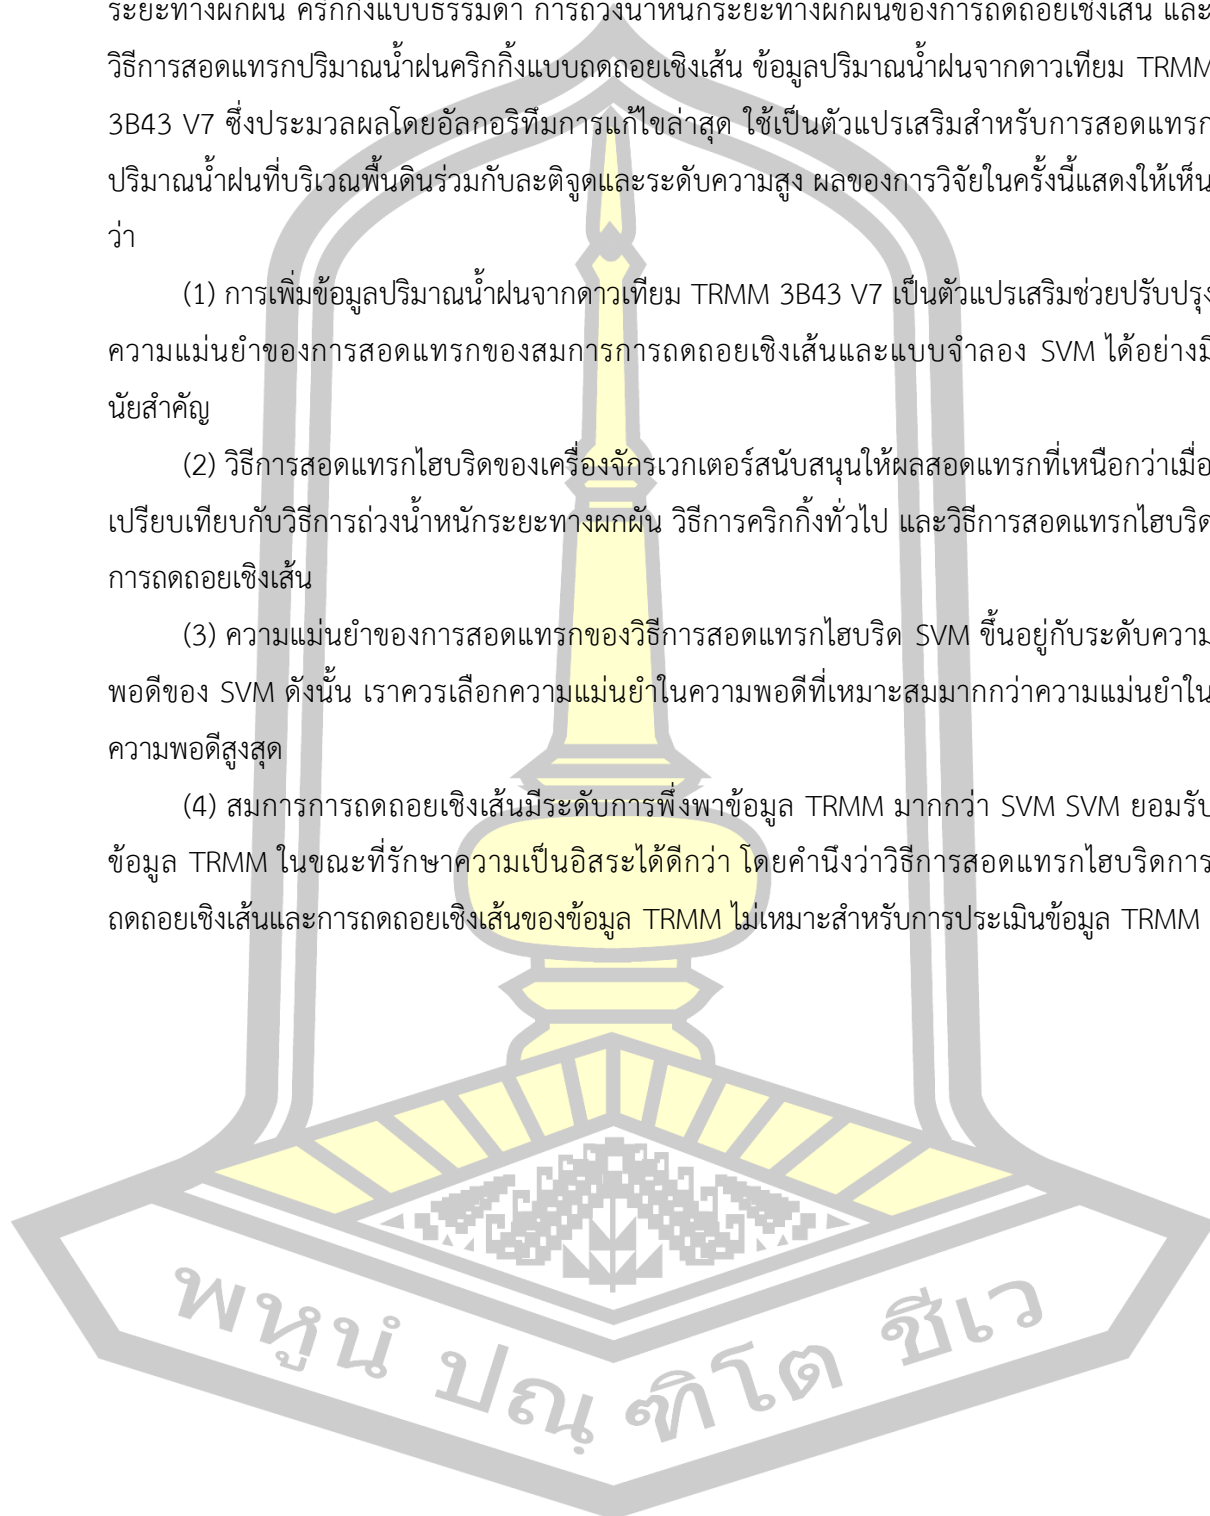 ระยะทางผกผัน คริกกิ้งแบบธรรมดา การถ่วงน้ำหนักระยะทางผกผันของการถดถอยเชิงเส้น และ
วิธีการสอดแทรกปริมาณน้ำฝนคริกกิ้งแบบถดถอยเชิงเส้น ข้อมูลปริมาณน้ำฝนจากดาวเทียม TRMM
3B43 V7 ซึ่งประมวลผลโดยอัลกอริทึมการแก้ไขล่าสุด ใช้เป็นตัวแปรเสริมสำหรับการสอดแทรก
ปริมาณน้ำฝนที่บริเวณพื้นดินร่วมกับละติจูดและระดับความสูง ผลของการวิจัยในครั้งนี้แสดงให้เห็น
ว่า
(1) การเพิ่มข้อมูลปริมาณน้ำฝนจากดาวเทียม TRMM 3B43 V7 เป็นตัวแปรเสริมช่วยปรับปรุง
ความแม่นยำของการสอดแทรกของสมการการถดถอยเชิงเส้นและแบบจำลอง SVM ได้อย่างมี
นัยสำคัญ
(2) วิธีการสอดแทรกไฮบริดของเครื่องจักรเวกเตอร์สนับสนุนให้ผลสอดแทรกที่เหนือกว่าเมื่อ
เปรียบเทียบกับวิธีการถ่วงน้ำหนักระยะทางผกผัน วิธีการคริกกิ้งทั่วไป และวิธีการสอดแทรกไฮบริด
การถดถอยเชิงเส้น
(3) ความแม่นยำของการสอดแทรกของวิธีการสอดแทรกไฮบริด SVM ขึ้นอยู่กับระดับความ
พอดีของ SVM ดังนั้น เราควรเลือกความแม่นยำในความพอดีที่เหมาะสมมากกว่าความแม่นยำใน
ความพอดีสูงสุด
(4) สมการการถดถอยเชิงเส้นมีระดับการพึ่งพาข้อมูล TRMM มากกว่า SVM SVM ยอมรับ
ข้อมูล TRMM ในขณะที่รักษาความเป็นอิสระได้ดีกว่า โดยคำนึงว่าวิธีการสอดแทรกไฮบริดการ
ถดถอยเชิงเส้นและการถดถอยเชิงเส้นของข้อมูล TRMM ไม่เหมาะสำหรับการประเมินข้อมูล TRMM
พหูนํ ปณฺฑิโต ชีเว